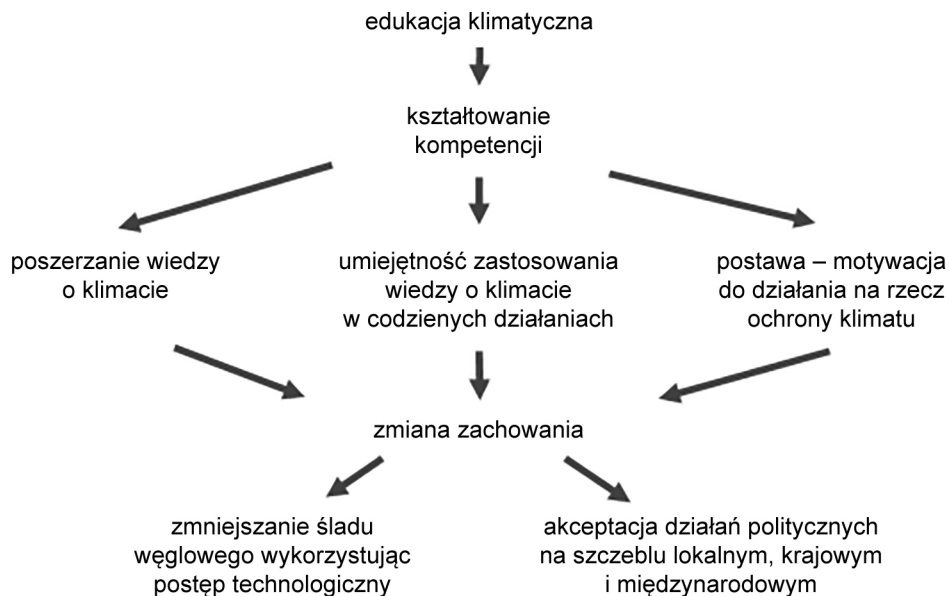 edukacja klimatyczna
kształtowanie
kompetencji
poszerzanie wiedzy
o klimacie
umiejętność zastosowania
wiedzy o klimacie
w codzienych działaniach
postawa – motywacja
do działania na rzecz
ochrony klimatu
zmiana zachowania
zmniejszanie śladu
węglowego wykorzystując
postęp technologiczny
akceptacja działań politycznych
na szczeblu lokalnym, krajowym
i międzynarodowym